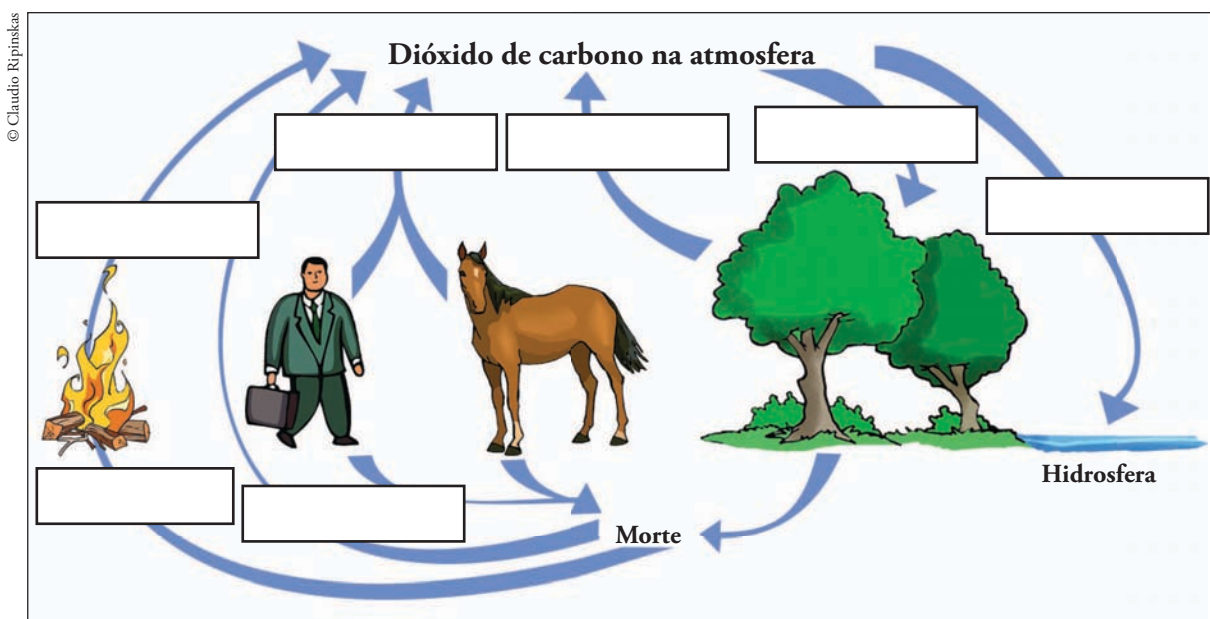 © Claudio Ripinskas
Dióxido de carbono na atmosfera
Hidrosfera
Morte